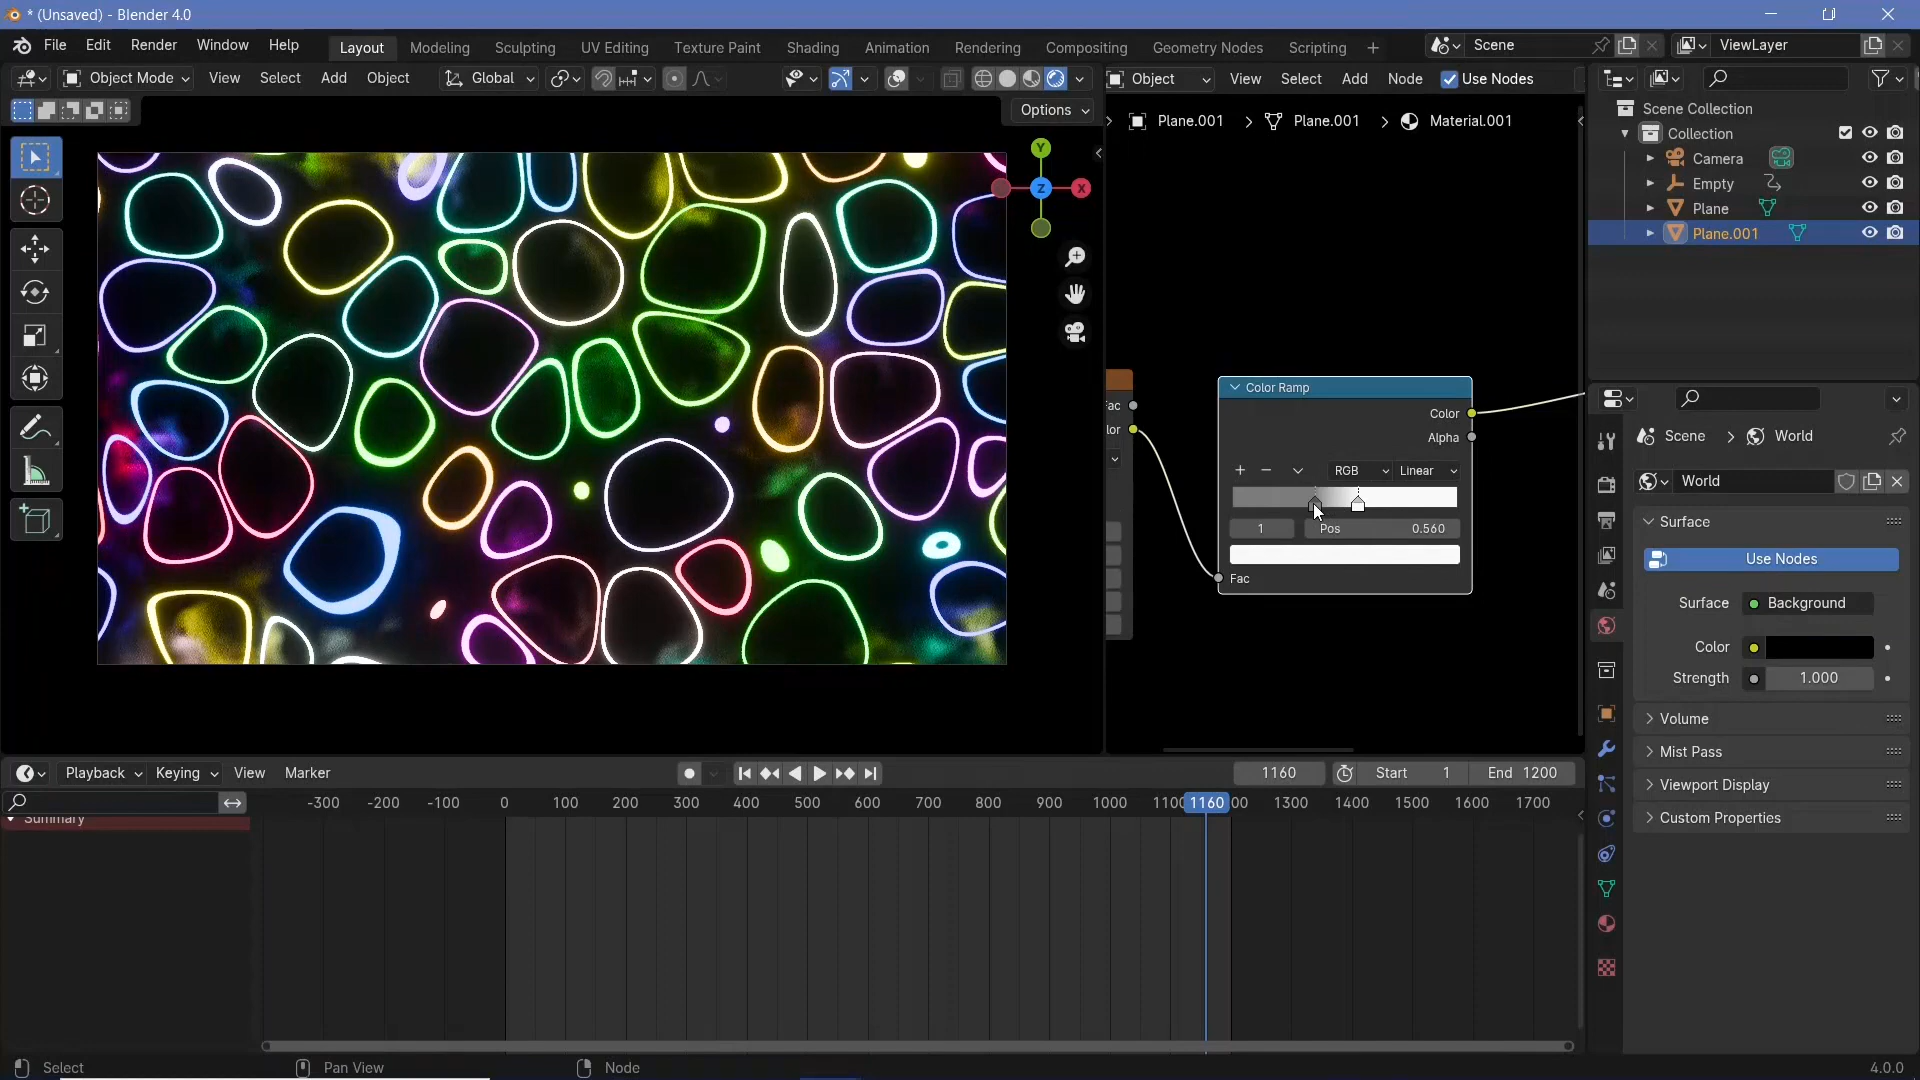 * (Unsaved) - Blender 4.0
File Edit Render Window Help
Layout Modeling Sculpting UV Editing Texture Paint Shading Animation Rendering Compositing Geometry Nodes Scripting +
Scene
ViewLayer
Object Mode View Select Add Object
Global
Object View Select Add Node Use Nodes
Options
Plane.001 > Plane.001 > Material.001
Scene Collection
Collection
Camera
Empty
Plane
Plane.001
Y
Z
X
Color Ramp
Color
Alpha
RGB
Linear
1
Pos 0.560
Fac
ac
lor
Scene > World
World
Surface
Use Nodes
Surface Background
Color
Strength 1.000
Volume
Mist Pass
Viewport Display
Custom Properties
Playback Keying View Marker
1160
Start 1
End 1200
-300 -200 -100 0 100 200 300 400 500 600 700 800 900 1000 1100 1160 00 1300 1400 1500 1600 1700
Summary
Select
Pan View
Node
4.0.0